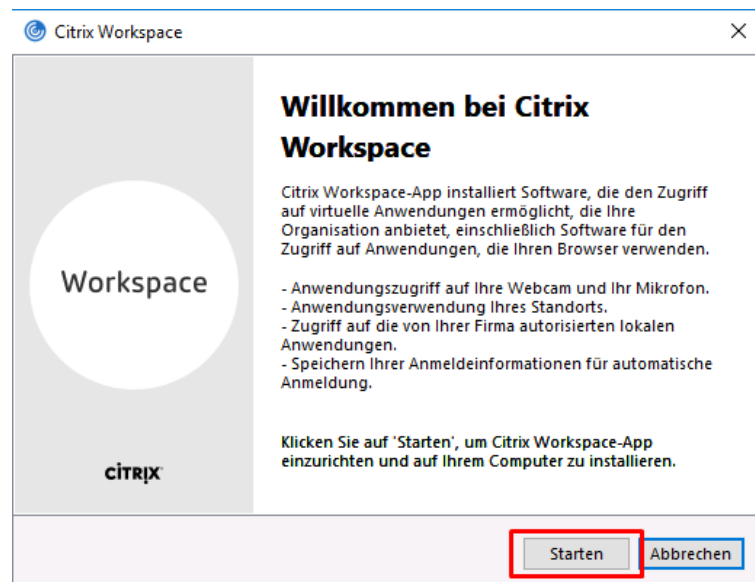 Citrix Workspace
Willkommen bei Citrix
Workspace
Citrix Workspace-App installiert Software, die den Zugriff
auf virtuelle Anwendungen ermöglicht, die Ihre
Organisation anbietet, einschließlich Software für den
Zugriff auf Anwendungen, die Ihren Browser verwenden.
- Anwendungszugriff auf Ihre Webcam und Ihr Mikrofon.
- Anwendungsverwendung Ihres Standorts.
- Zugriff auf die von Ihrer Firma autorisierten lokalen
Anwendungen.
- Speichern Ihrer Anmeldeinformationen für automatische
Anmeldung.
Workspace
Klicken Sie auf 'Starten', um Citrix Workspace-App
einzurichten und auf Ihrem Computer zu installieren.
CİTRIX
Starten
Abbrechen